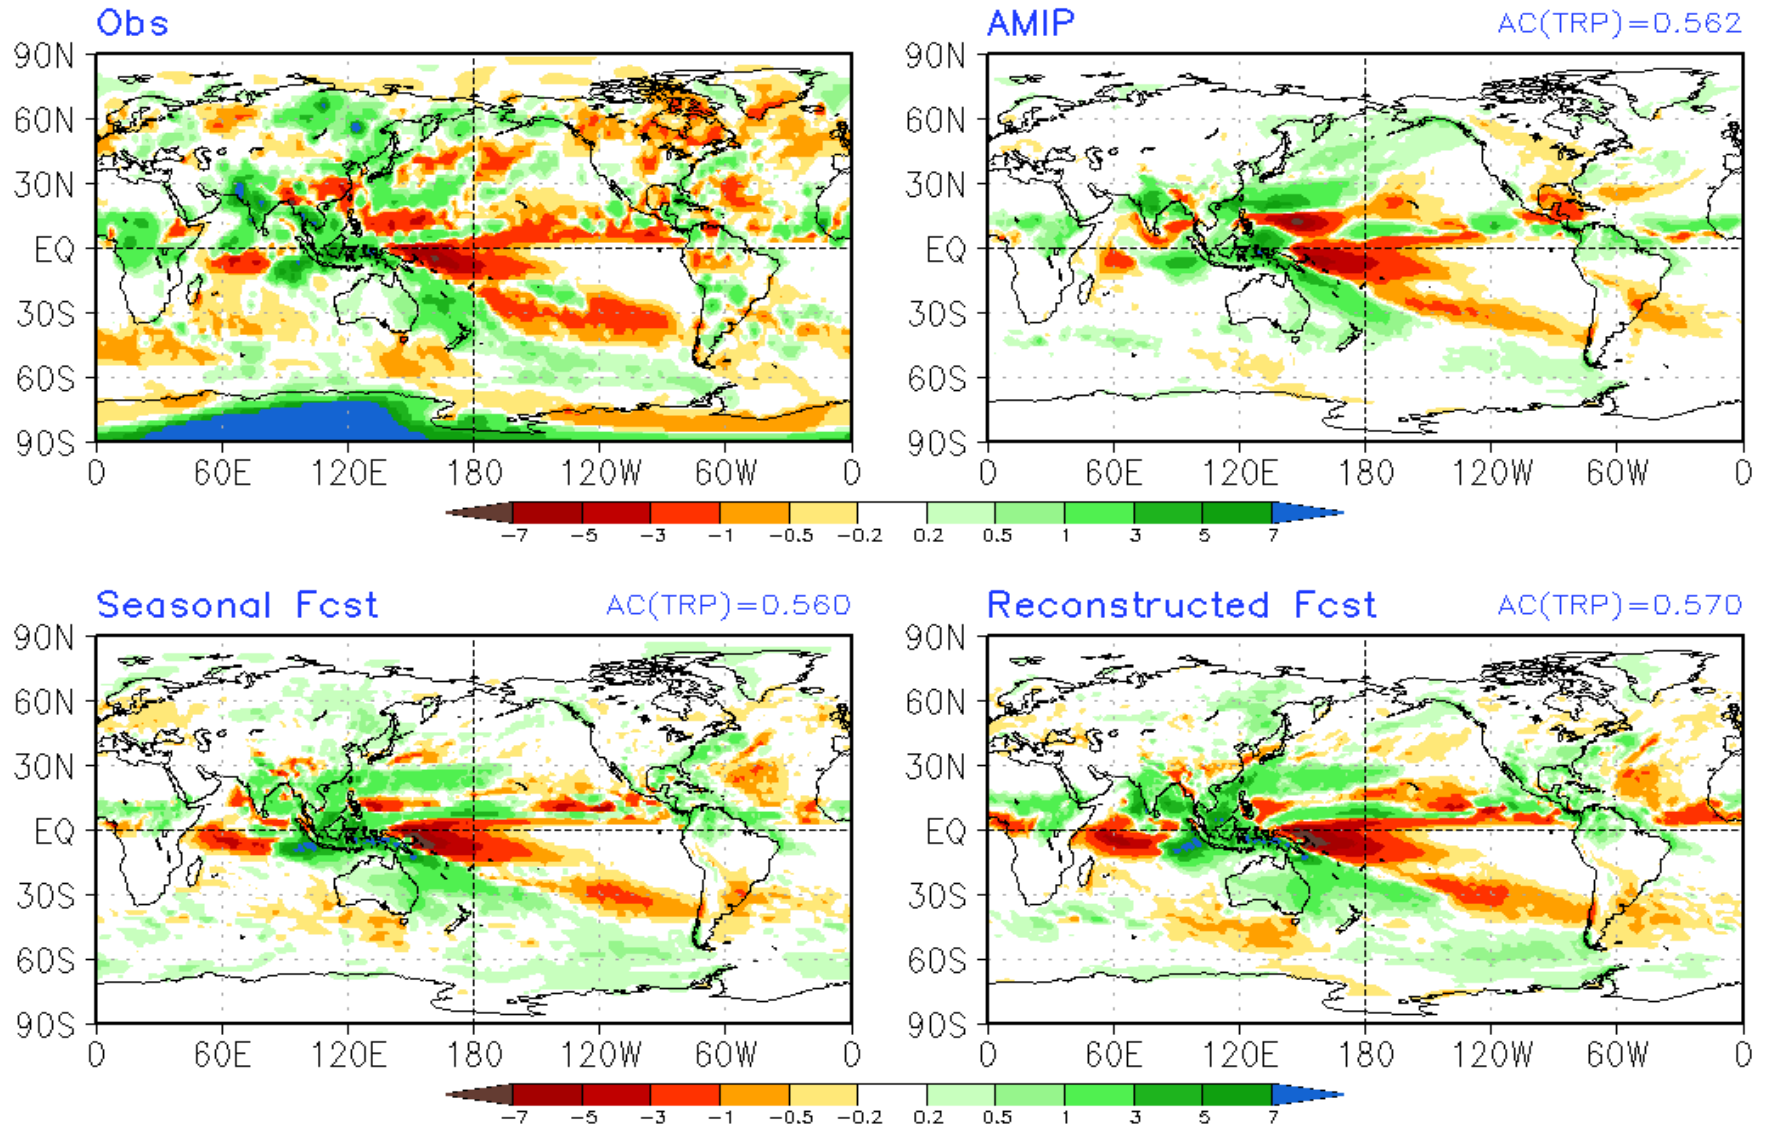 Obs
AMIP AC(TRP)=0.562
90N 90N
60N 60N
30N 30N
EQ EQ
30S 30S
60S 60S
90S 90S
0 60E 120E 180 120W 60W 0 0 60E 120E 180 120W 60W 0
-7 -5 -3 -1 -0.5 -0.2 0.2 0.5 1 3 5 7
Seasonal Fcst AC(TRP)=0.560
Reconstructed Fcst AC(TRP)=0.570
90N 90N
60N 60N
30N 30N
EQ EQ
30S 30S
60S 60S
90S 90S
0 60E 120E 180 120W 60W 0 0 60E 120E 180 120W 60W 0
-7 -5 -3 -1 -0.5 -0.2 0.2 0.5 1 3 5 7